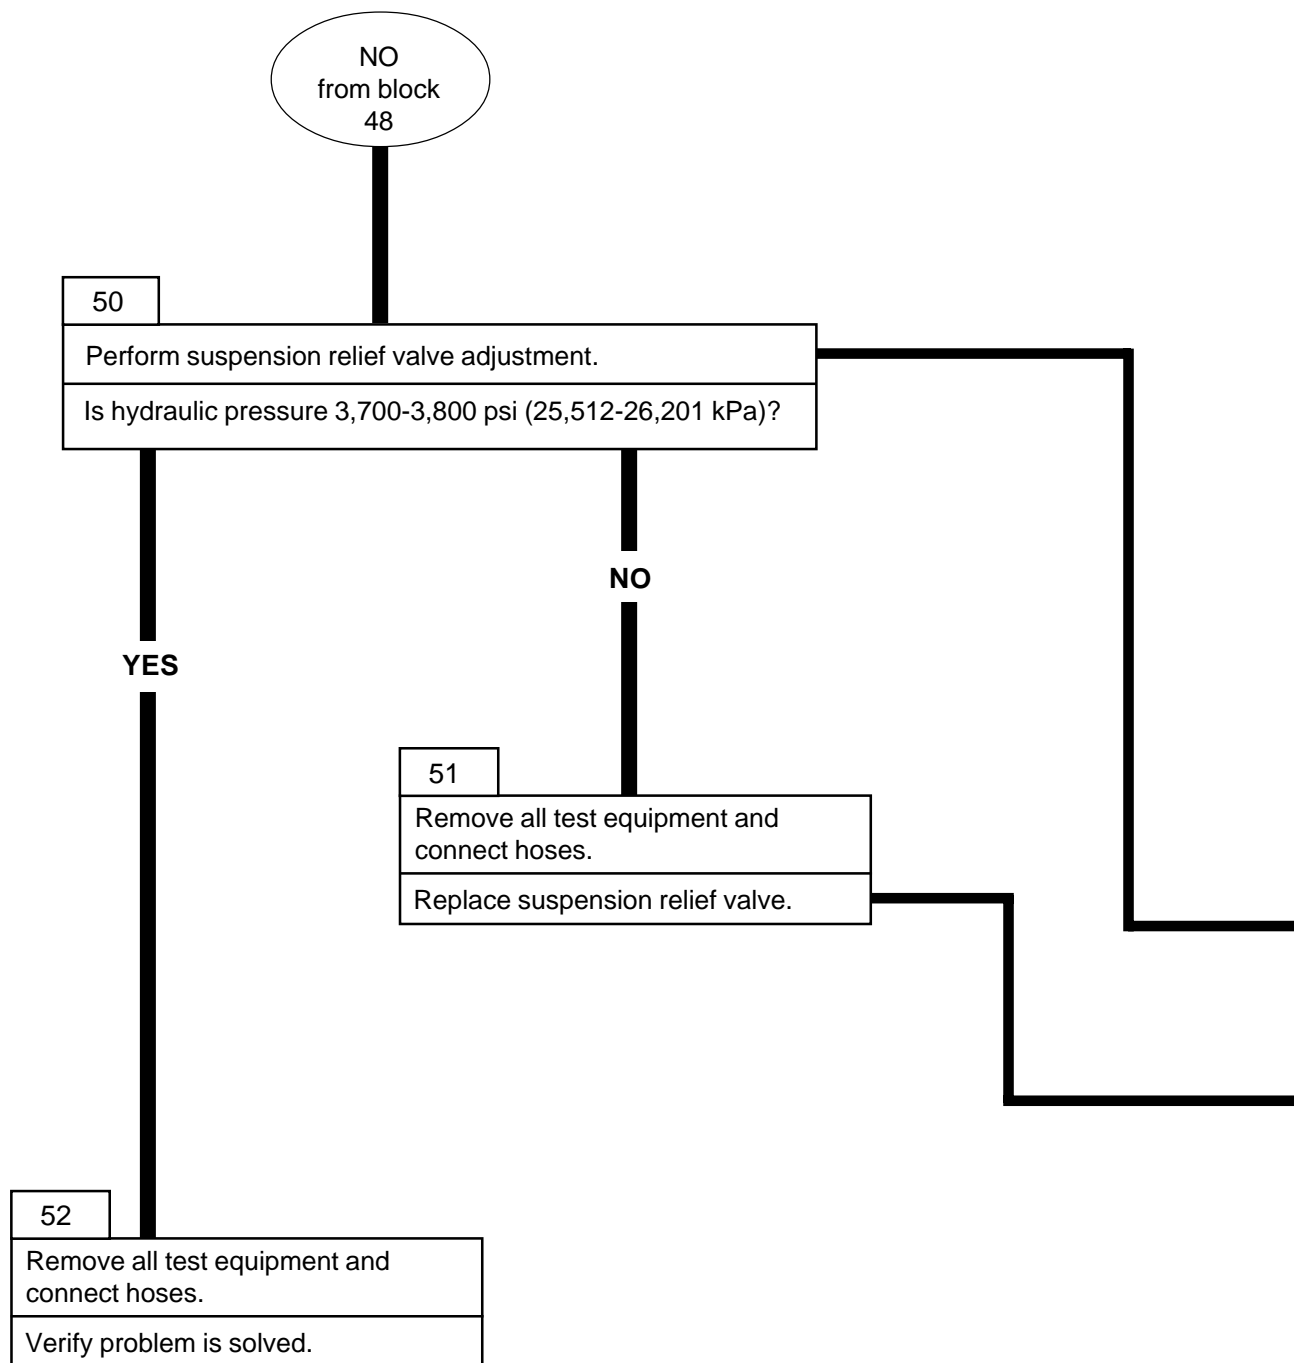 NO
from block
48
50
Perform suspension relief valve adjustment.
Is hydraulic pressure 3,700-3,800 psi (25,512-26,201 kPa)?
NO
YES
51
Remove all test equipment and
connect hoses.
Replace suspension relief valve.
52
Remove all test equipment and
connect hoses.
Verify problem is solved.